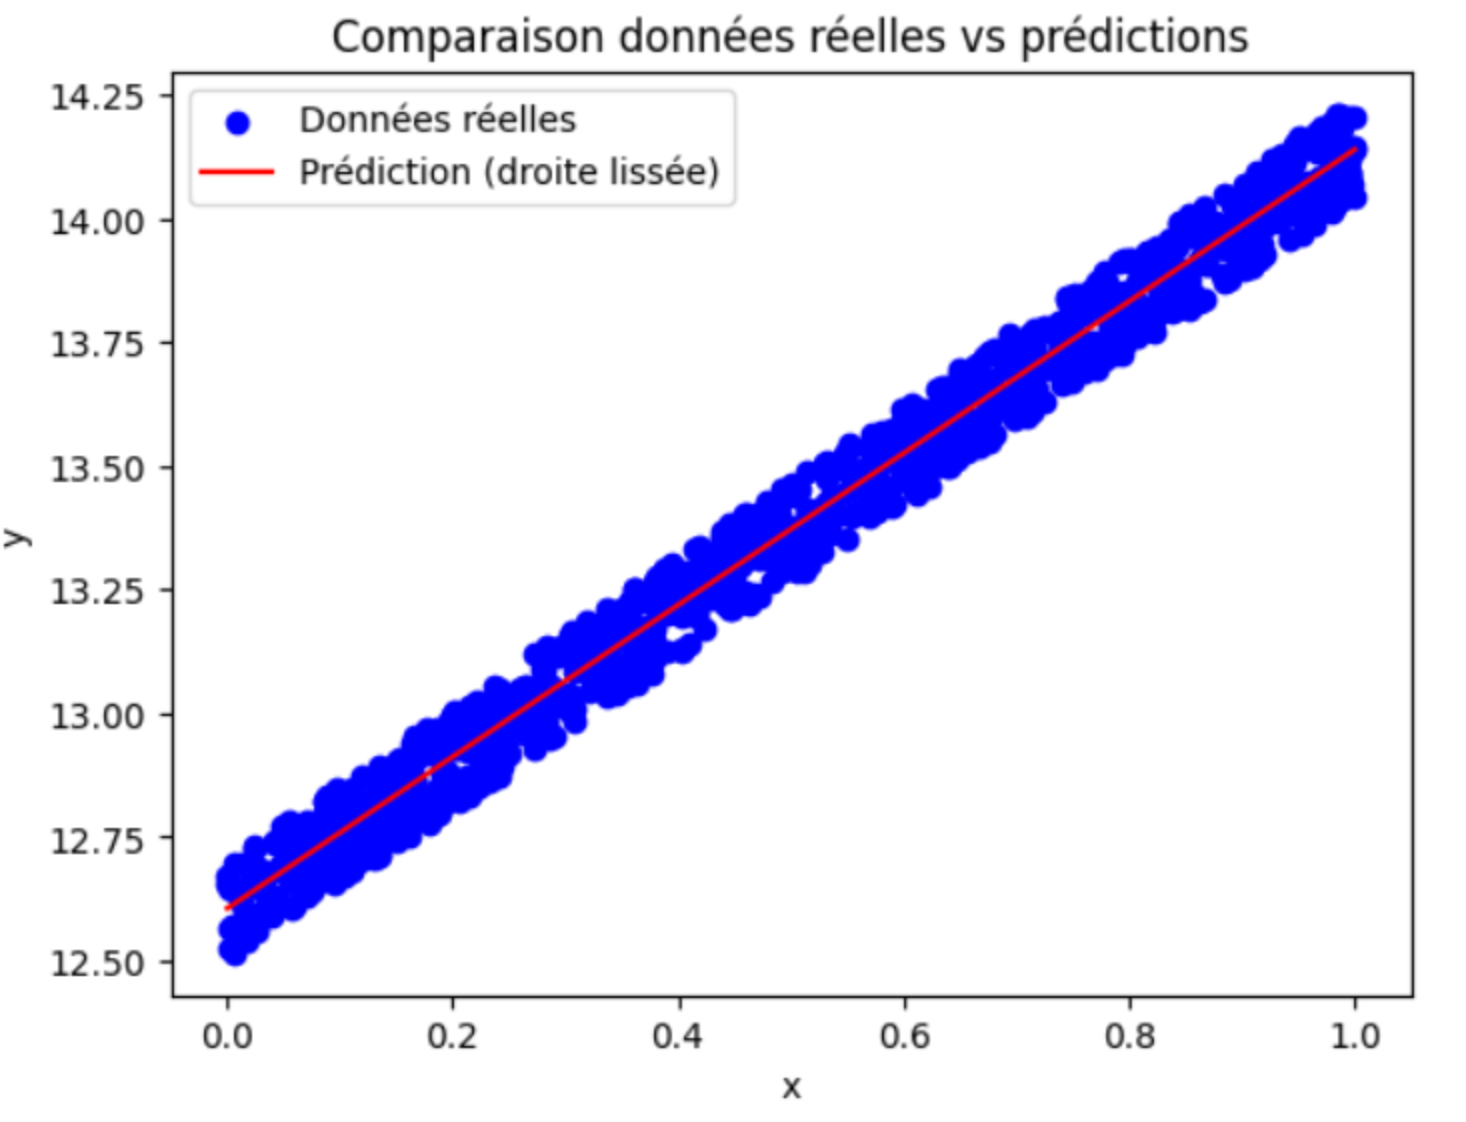 Comparaison données réelles vs prédictions
Données réelles
Prédiction (droite lissée)
14.25
14.00
13.75
13.50
13.25
13.00
12.75
12.50
y
0.0 0.2 0.4 0.6 0.8 1.0
x